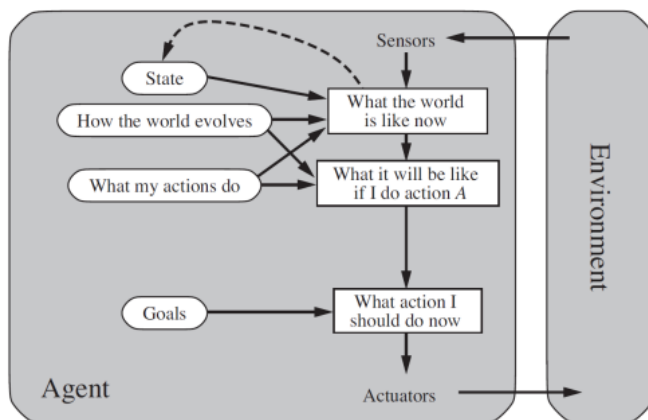 Sensors
State
What the world
is like now
How the world evolves
What it will be like
if I do action A
What my actions do
Goals
What action I
should do now
Agent
Actuators
Environment